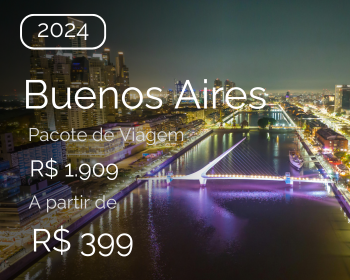 2024
Buenos Aires
Pacote de Viagem
R$ 1.909
A partir de
R$ 399